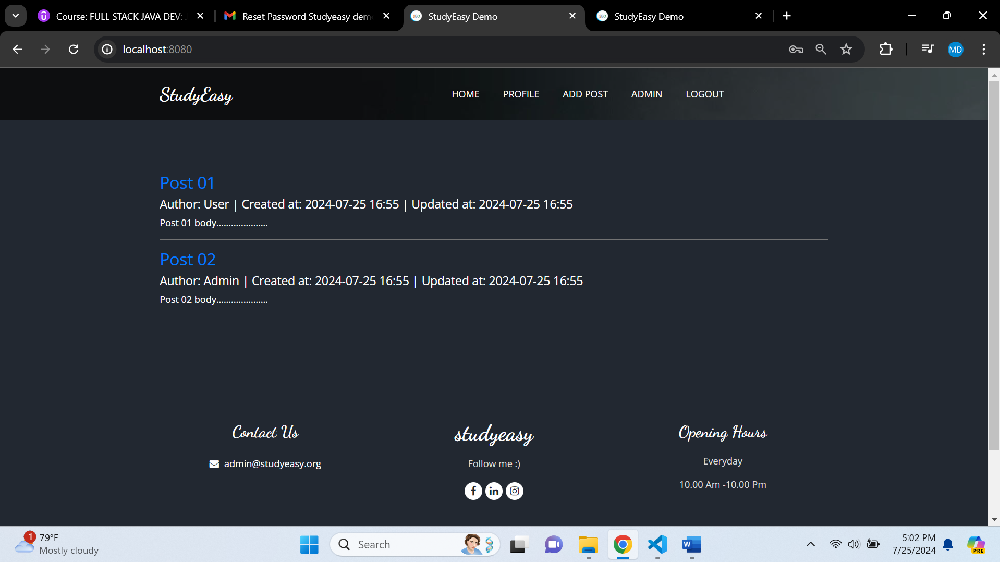 Course: FULL STACK JAVA DEV: J
Reset Password Studyeasy dem
StudyEasy Demo
StudyEasy Demo
localhost:8080
MD
StudyEasy
HOME
PROFILE
ADD POST
ADMIN
LOGOUT
Post 01
Author: User | Created at: 2024-07-25 16:55 | Updated at: 2024-07-25 16:55
Post 01 body.....................
Post 02
Author: Admin | Created at: 2024-07-25 16:55 | Updated at: 2024-07-25 16:55
Post 02 body.....................
Contact Us
admin@studyeasy.org
studyeasy
Follow me :)
Opening Hours
Everyday
10.00 Am -10.00 Pm
1
79°F
Mostly cloudy
Search
5:02 PM
7/25/2024
PRE